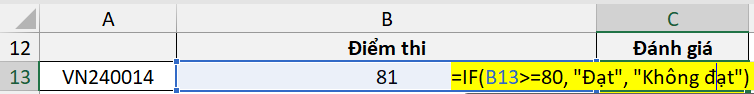 A B C
12 Điểm thi Đánh giá
13 VN240014 81 =IF(B13>=80, "Đạt", "Không đạt")